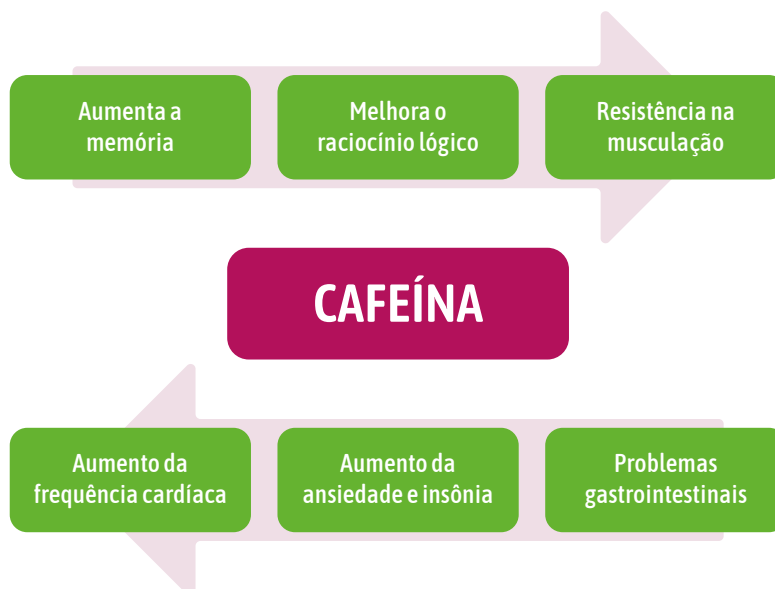 Aumenta a
memória
Melhora o
raciocínio lógico
Resistência na
musculação
CAFEÍNA
Aumento da
frequência cardíaca
Aumento da
ansiedade e insônia
Problemas
gastrointestinais